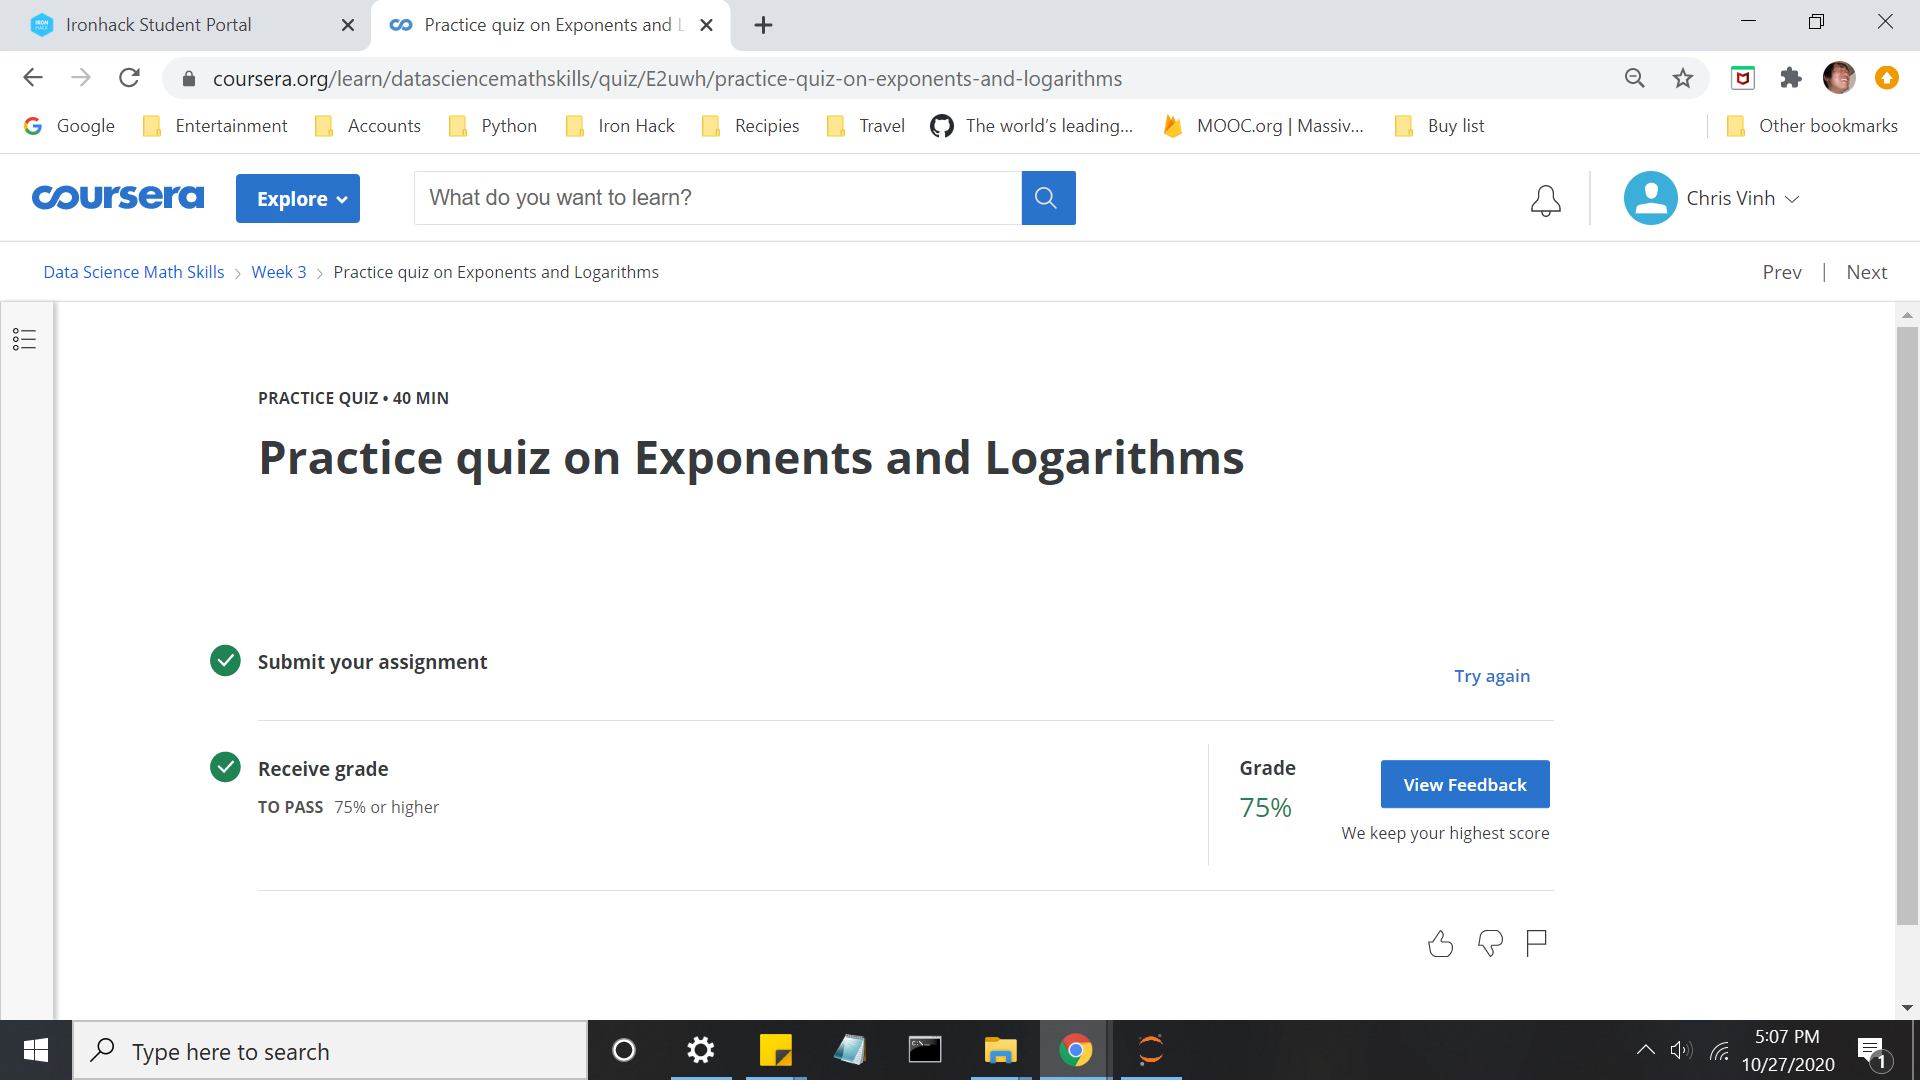 Ironhack Student Portal
Practice quiz on Exponents and L
coursera.org/learn/datasciencemathskills/quiz/E2uwh/practice-quiz-on-exponents-and-logarithms
Google Entertainment Accounts Python Iron Hack Recipies Travel The world's leading... MOOC.org | Massiv... Buy list Other bookmarks
coursera Explore What do you want to learn? Chris Vinh
Data Science Math Skills > Week 3 > Practice quiz on Exponents and Logarithms Prev | Next
PRACTICE QUIZ • 40 MIN
Practice quiz on Exponents and Logarithms
Submit your assignment
Try again
Receive grade
TO PASS 75% or higher
Grade
75%
View Feedback
We keep your highest score
Type here to search
5:07 PM
10/27/2020
1